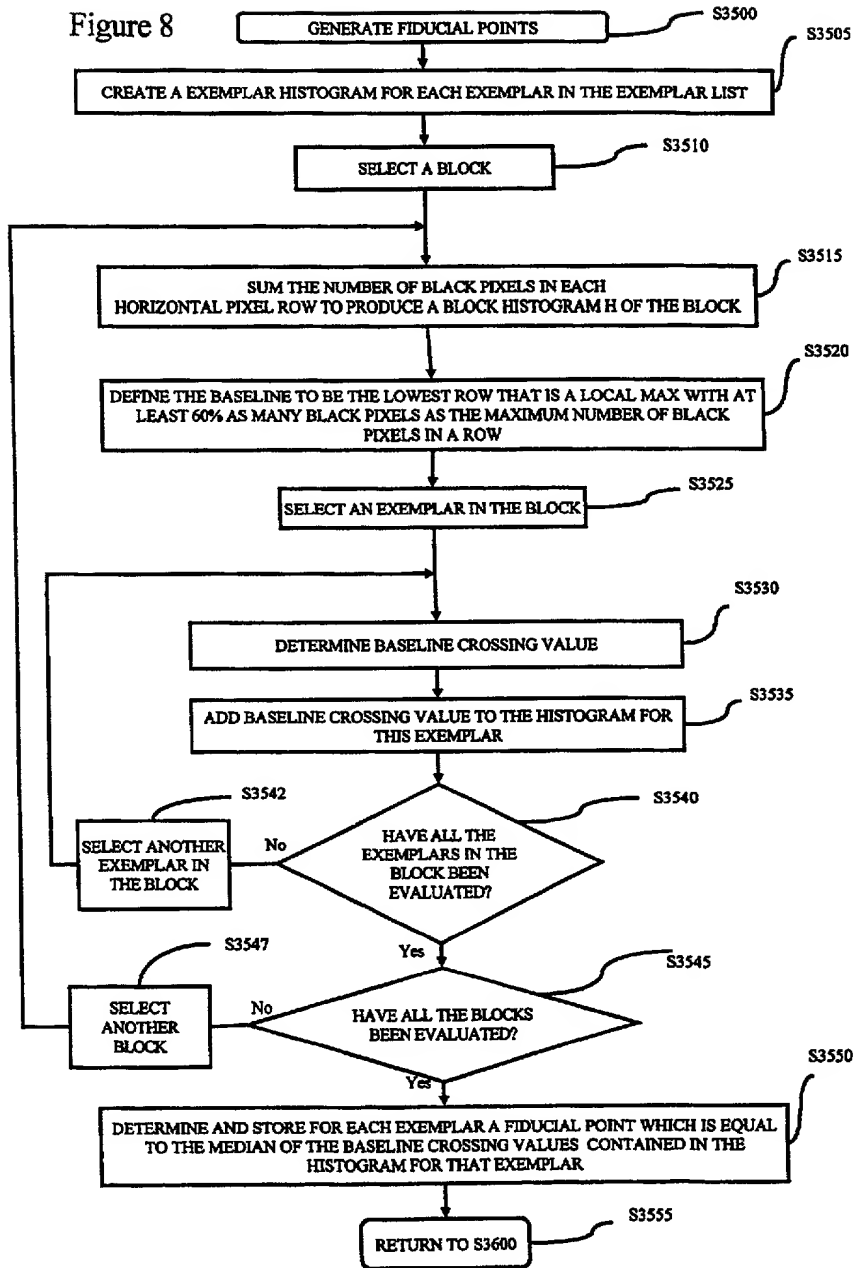 Figure 8
GENERATE FIDUCIAL POINTS
S3500
S3505
CREATE A EXEMPLAR HISTOGRAM FOR EACH EXEMPLAR IN THE EXEMPLAR LIST
S3510
SELECT A BLOCK
S3515
SUM THE NUMBER OF BLACK PIXELS IN EACH
HORIZONTAL PIXEL ROW TO PRODUCE A BLOCK HISTOGRAM H OF THE BLOCK
S3520
DEFINE THE BASELINE TO BE THE LOWEST ROW THAT IS A LOCAL MAX WITH AT
LEAST 60% AS MANY BLACK PIXELS AS THE MAXIMUM NUMBER OF BLACK
PIXELS IN A ROW
S3525
SELECT AN EXEMPLAR IN THE BLOCK
S3530
DETERMINE BASELINE CROSSING VALUE
S3535
ADD BASELINE CROSSING VALUE TO THE HISTOGRAM FOR
THIS EXEMPLAR
S3542
S3540
SELECT ANOTHER
EXEMPLAR IN
THE BLOCK
No
HAVE ALL THE
EXEMPLARS IN THE
BLOCK BEEN
EVALUATED?
Yes
S3547
S3545
SELECT
ANOTHER
BLOCK
No
HAVE ALL THE BLOCKS
BEEN EVALUATED?
Yes
S3550
DETERMINE AND STORE FOR EACH EXEMPLAR A FIDUCIAL POINT WHICH IS EQUAL
TO THE MEDIAN OF THE BASELINE CROSSING VALUES CONTAINED IN THE
HISTOGRAM FOR THAT EXEMPLAR
S3555
RETURN TO S3600